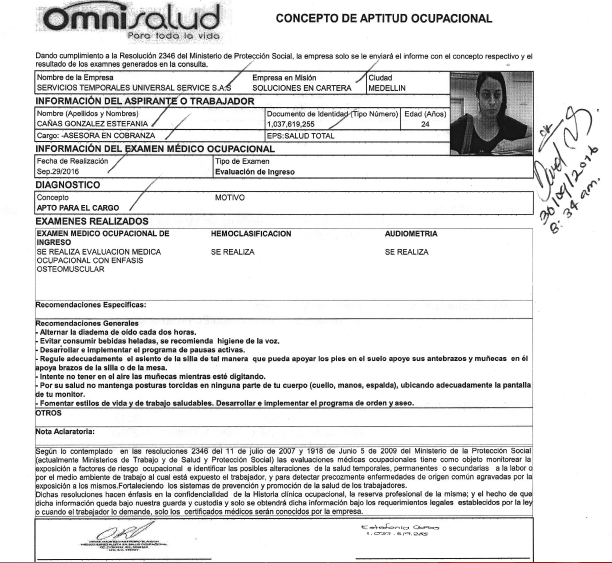 Omnisalud
Para toda la vida
CONCEPTO DE APTITUD OCUPACIONAL
Dando cumplimiento a la Resolución 2346 del Ministerio de Protección Social, la empresa solo se le enviará el informe con el concepto respectivo y el
resultado de los examnes generados en la consulta.
Nombre de la Empresa Empresa en Misión Ciudad
SERVICIOS TEMPORALES UNIVERSAL SERVICE S.A.S SOLUCIONES EN CARTERA MEDELLIN
INFORMACIÓN DEL ASPIRANTE O TRABAJADOR
Nombre (Apellidos y Nombres) Documento de Identidad (Tipo Número) Edad (Años)
CAÑAS GONZALEZ ESTEFANIA 1,037,619,255 24
Cargo: -ASESORA EN COBRANZA EPS:SALUD TOTAL
INFORMACIÓN DEL EXAMEN MÉDICO OCUPACIONAL
Fecha de Realización Tipo de Examen
Sep.29/2016 Evaluación de Ingreso
DIAGNOSTICO
Concepto MOTIVO
APTO PARA EL CARGO
30/09/2016
8:34 am.
EXAMENES REALIZADOS
EXAMEN MEDICO OCUPACIONAL DE HEMOCLASIFICACION AUDIOMETRIA
INGRESO
SE REALIZA EVALUACION MEDICA SE REALIZA SE REALIZA
OCUPACIONAL CON ENFASIS
OSTEOMUSCULAR
Recomendaciones Especificas:
Recomendaciones Generales
- Alternar la diadema de oído cada dos horas.
- Evitar consumir bebidas heladas, se recomienda higiene de la voz.
- Desarollar e implementar el programa de pausas activas.
- Regule adecuadamente el asiento de la silla de tal manera que pueda apoyar los pies en el suelo apoye sus antebrazos y muñecas en él
apoya brazos de la silla o de la mesa.
- Intente no tener en el aire las muñecas mientras esté digitando.
- Por su salud no mantenga posturas torcidas en ninguna parte de tu cuerpo (cuello, manos, espalda), ubicando adecuadamente la pantalla
de tu monitor.
- Fomentar estilos de vida y de trabajo saludables. Desarollar e implementar el programa de orden y aseo.
OTROS
Nota Aclaratoria:
Según lo contemplado en las resoluciones 2346 del 11 de julio de 2007 y 1918 de Junio 5 de 2009 del Ministerio de la Protección Social
(actualmente Ministerios de Trabajo y de Salud y Protección Social) las evaluaciones médicas ocupacionales tiene como objeto monitorear la
exposición a factores de riesgo ocupacional e identificar las posibles alteraciones de la salud temporales, permanentes o secundarias a la labor o
por el medio ambiente de trabajo al cual está expuesto el trabajador, y para detectar precozmente enfermedades de origen común agravadas por la
exposición a los mismos.Fortaleciendo los sistemas de prevención y promoción de la salud de los trabajadores.
Dichas resoluciones hacen énfasis en la confidencialidad de la Historia clínica ocupacional, la reserva profesional de la misma; y el hecho de que
dicha información queda bajo nuestra guarda y custodia y solo se obtendrá dicha información bajo los requerimientos legales establecidos por la ley
o cuando el trabajador lo demande, solo los certificados médicos serán conocidos por la empresa.
Estefania Cañas